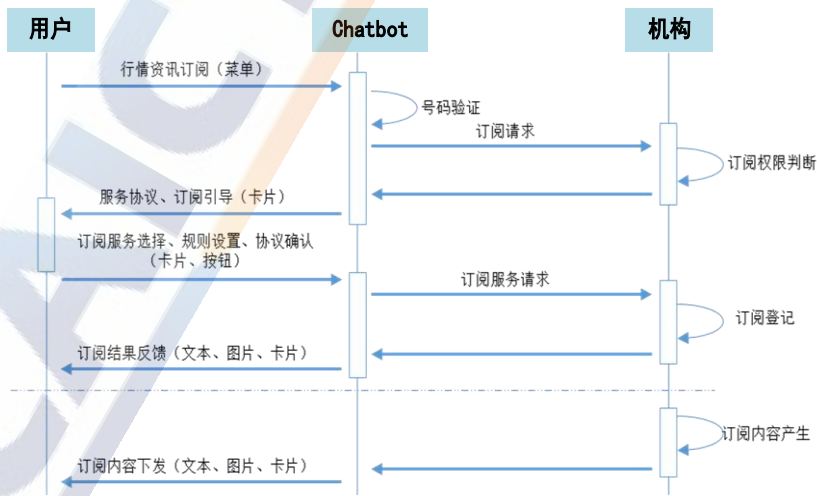 用户
Chatbot
机构
行情资讯订阅（菜单）
号码验证
订阅请求
订阅权限判断
服务协议、订阅引导（卡片）
订阅服务选择、规则设置、协议确认
（卡片、按钮）
订阅服务请求
订阅登记
订阅结果反馈（文本、图片、卡片）
订阅内容产生
订阅内容下发（文本、图片、卡片）